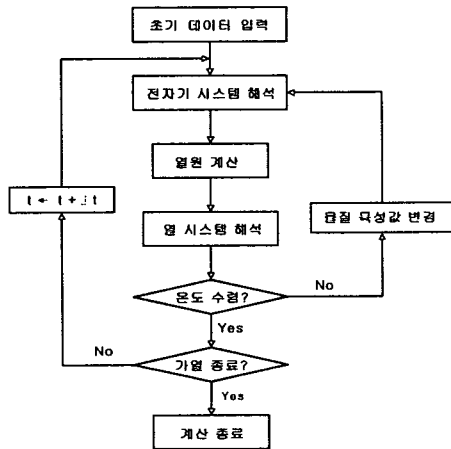 초기 데이터 입력
전자기 시스템 해석
열원 계산
t ← t + Δt
열 시스템 해석
물질 특성값 변경
온도 수렴?
No
Yes
No
가열 종료?
Yes
계산 종료